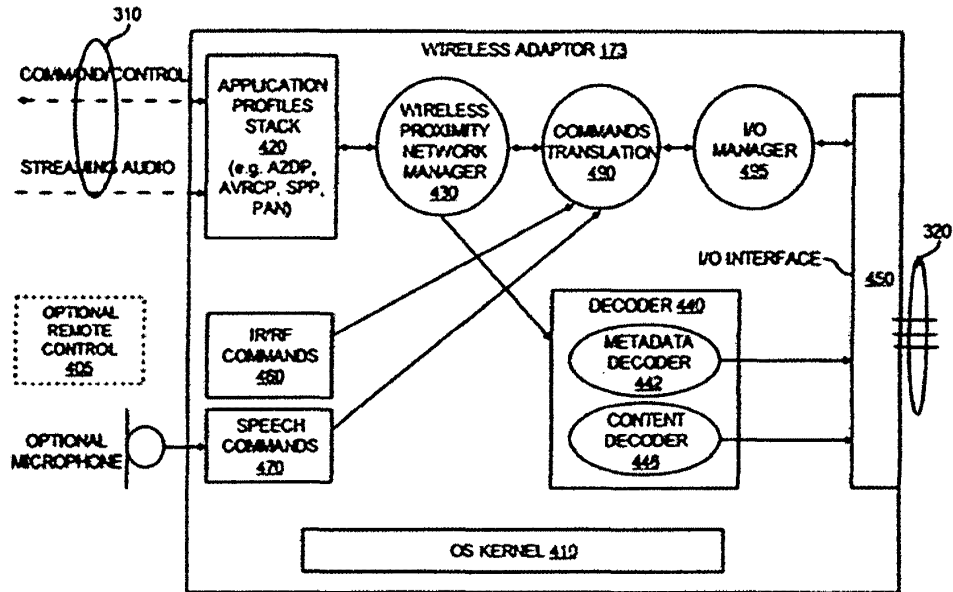 310
WIRELESS ADAPTOR 173
COMMAND/CONTROL
STREAMING AUDIO
APPLICATION
PROFILES
STACK
420
(e.g. A2DP,
AVRCP, SPP,
PAN)
WIRELESS
PROXIMITY
NETWORK
MANAGER
430
COMMANDS
TRANSLATION
490
I/O
MANAGER
495
320
I/O INTERFACE
450
OPTIONAL
REMOTE
CONTROL
405
IR/RF
COMMANDS
460
DECODER 440
METADATA
DECODER
442
CONTENT
DECODER
448
OPTIONAL
MICROPHONE
SPEECH
COMMANDS
470
OS KERNEL 410